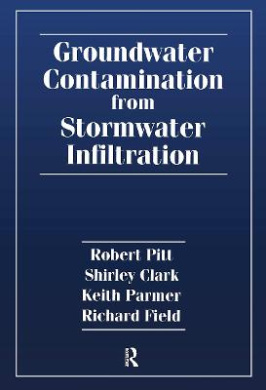 Groundwater
Contamination
from
Stormwater
Infiltration
Robert Pitt
Shirley Clark
Keith Parmer
Richard Field
R